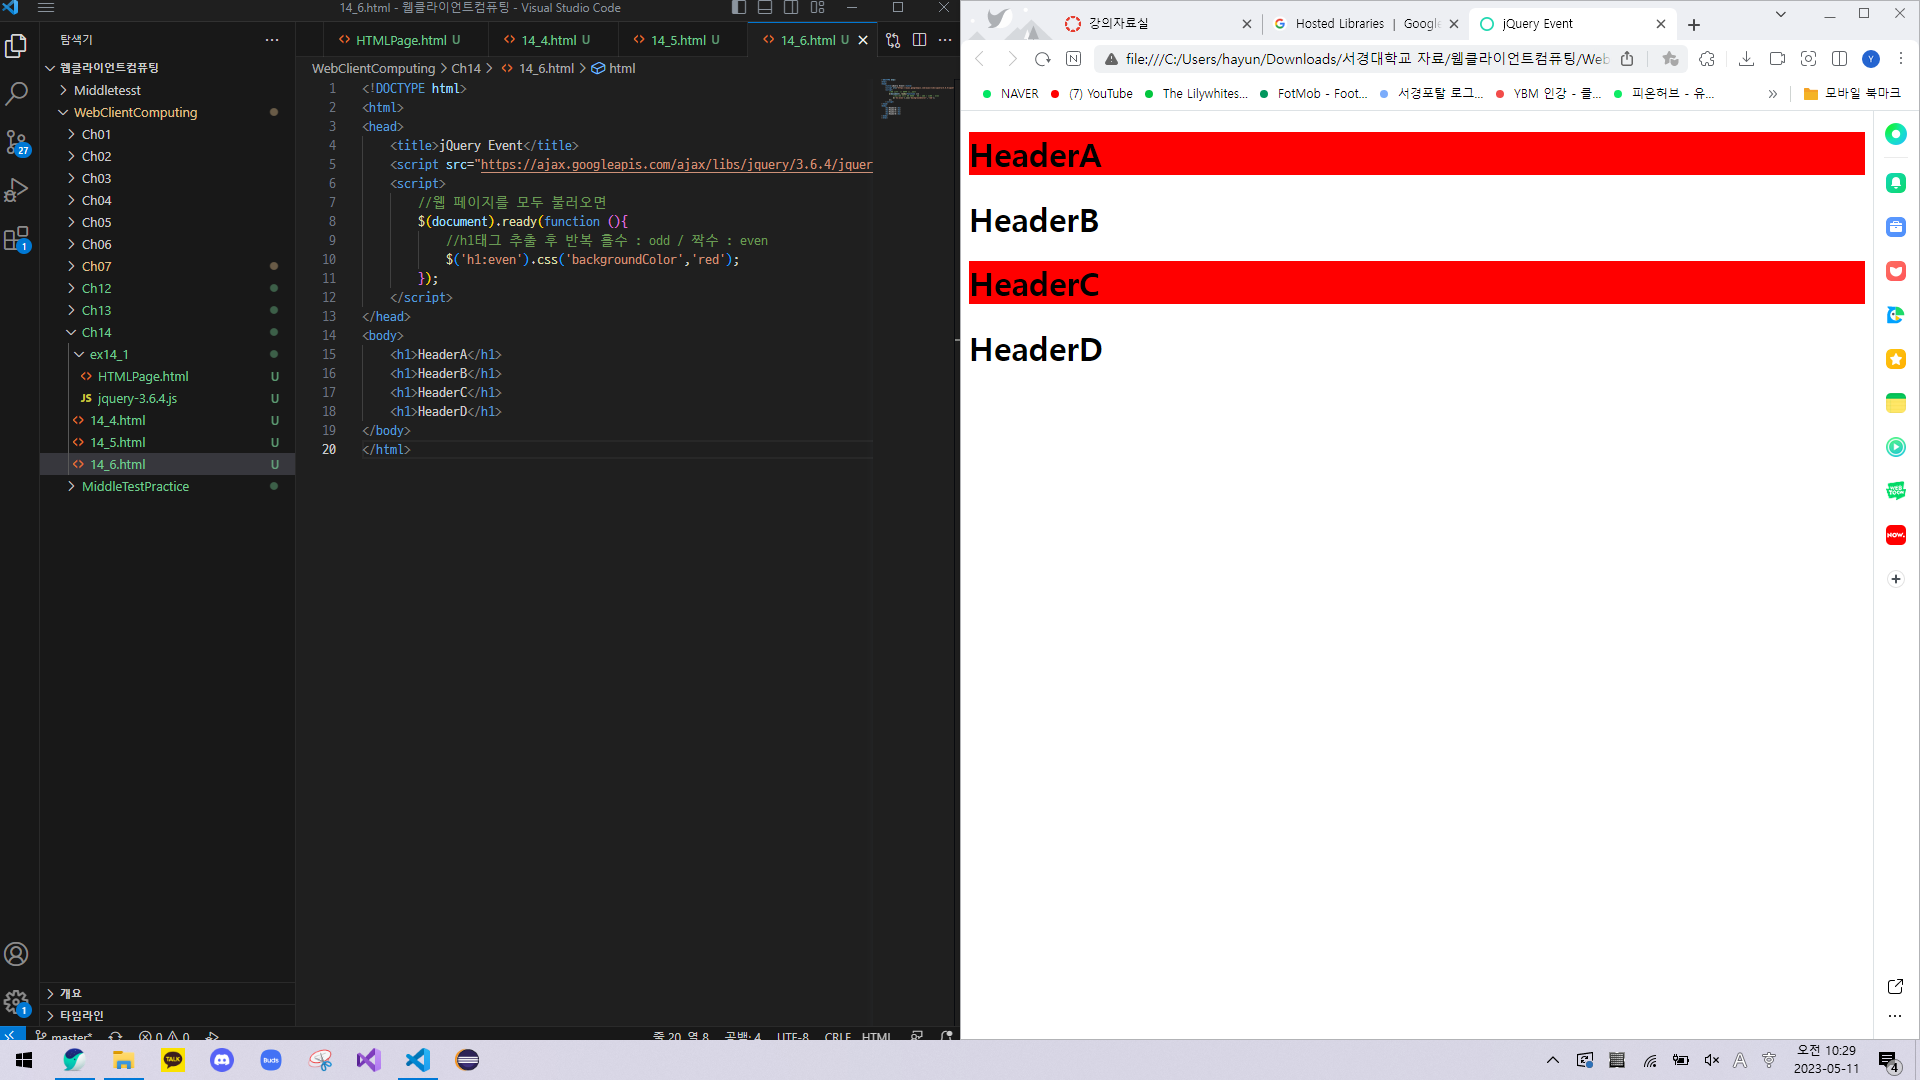 14_6.html - 웹클라이언트컴퓨팅 - Visual Studio Code
탐색기
웹클라이언트컴퓨팅
Middletesst
WebClientComputing
Ch01
Ch02
Ch03
Ch04
Ch05
Ch06
Ch07
Ch12
Ch13
Ch14
ex14_1
HTMLPage.html U
JS jquery-3.6.4.js U
14_4.html U
14_5.html U
14_6.html U
MiddleTestPractice
개요
타임라인
27
1
1
HTMLPage.html U 14_4.html U 14_5.html U 14_6.html U
WebClientComputing > Ch14 > 14_6.html > html
1 <!DOCTYPE html>
2 <html>
3 <head>
4 <title>jQuery Event</title>
5 <script src="https://ajax.googleapis.com/ajax/libs/jquery/3.6.4/jquer
6 <script>
7 //웹 페이지를 모두 불러오면
8 $(document).ready(function (){
9 //h1태그 추출 후 반복 홀수 : odd / 짝수 : even
10 $('h1:even').css('backgroundColor','red');
11 });
12 </script>
13 </head>
14 <body>
15 <h1>HeaderA</h1>
16 <h1>HeaderB</h1>
17 <h1>HeaderC</h1>
18 <h1>HeaderD</h1>
19 </body>
20 </html>
master* 0 0 줄 20, 열 8 공백: 4 UTF-8 CRLF HTML
강의자료실 Hosted Libraries | Google jQuery Event
file:///C:/Users/hayun/Downloads/서경대학교 자료/웹클라이언트컴퓨팅/Web
NAVER (7) YouTube The Lilywhites... FotMob - Foot... 서경포탈 로그... YBM 인강 - 클... 피온허브 - 유... » 모바일 북마크
HeaderA
HeaderB
HeaderC
HeaderD
WEB TOON
NOW.
TALK
Buds
오전 10:29
2023-05-11
4